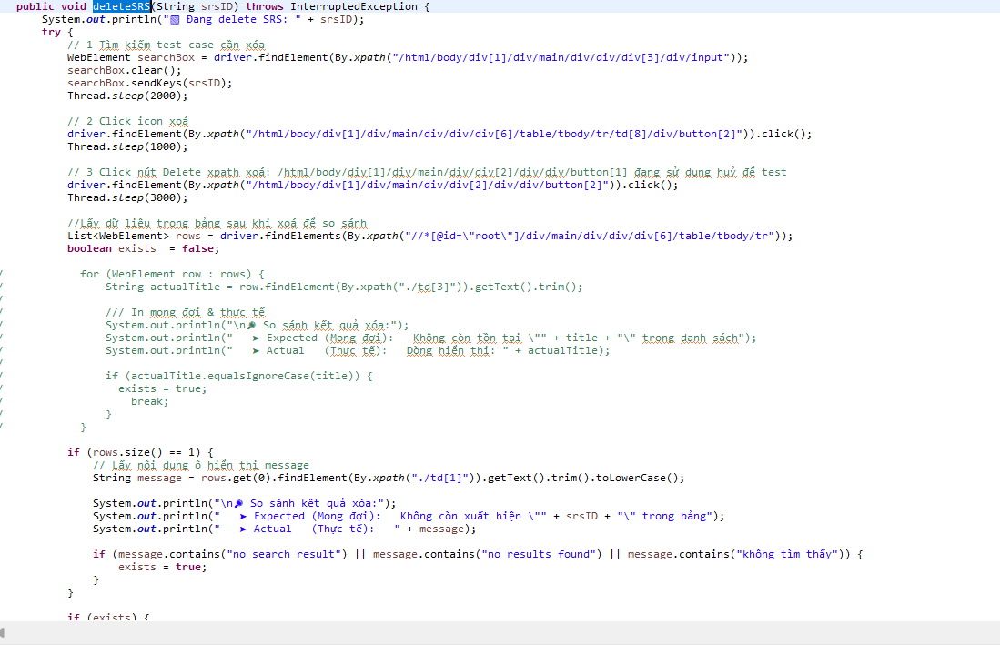 public void deleteSRS(String srsID) throws InterruptedException {
System.out.println("🟪 Đang delete SRS: " + srsID);
try {
// 1 Tìm kiếm test case cần xóa
WebElement searchBox = driver.findElement(By.xpath("/html/body/div[1]/div/main/div/div/div[3]/div/input"));
searchBox.clear();
searchBox.sendKeys(srsID);
Thread.sleep(2000);
// 2 Click icon xoá
driver.findElement(By.xpath("/html/body/div[1]/div/main/div/div/div[6]/table/tbody/tr/td[8]/div/button[2]")).click();
Thread.sleep(1000);
// 3 Click nút Delete xpath xoá: /html/body/div[1]/div/main/div/div[2]/div/div/button[1] đang sử dụng huỷ để test
driver.findElement(By.xpath("/html/body/div[1]/div/main/div/div[2]/div/div/button[2]")).click();
Thread.sleep(3000);
//Lấy dữ liêu trong bảng sau khi xoá để so sánh
List<WebElement> rows = driver.findElements(By.xpath("//*[@id=\"root\"]/div/main/div/div/div[6]/table/tbody/tr"));
boolean exists  = false;
/ for (WebElement row : rows) {
/ String actualTitle = row.findElement(By.xpath("./td[3]")).getText().trim();
/
/ /// In mong đợi & thực tế
/ System.out.println("\n🔎 So sánh kết quả xóa:");
/ System.out.println("   ➤ Expected (Mong đợi):   Không còn tồn tại \"" + title + "\" trong danh sách");
/ System.out.println("   ➤ Actual   (Thực tế):   Dòng hiển thị: " + actualTitle);
/
/ if (actualTitle.equalsIgnoreCase(title)) {
/ exists = true;
/ break;
/ }
/ }
if (rows.size() == 1) {
// Lấy nội dung ô hiển thị message
String message = rows.get(0).findElement(By.xpath("./td[1]")).getText().trim().toLowerCase();
System.out.println("\n🔎 So sánh kết quả xóa:");
System.out.println("   ➤ Expected (Mong đợi):   Không còn xuất hiện \"" + srsID + "\" trong bảng");
System.out.println("   ➤ Actual   (Thực tế):   " + message);
if (message.contains("no search result") || message.contains("no results found") || message.contains("không tìm thấy")) {
exists = true;
}
}
if (exists) {